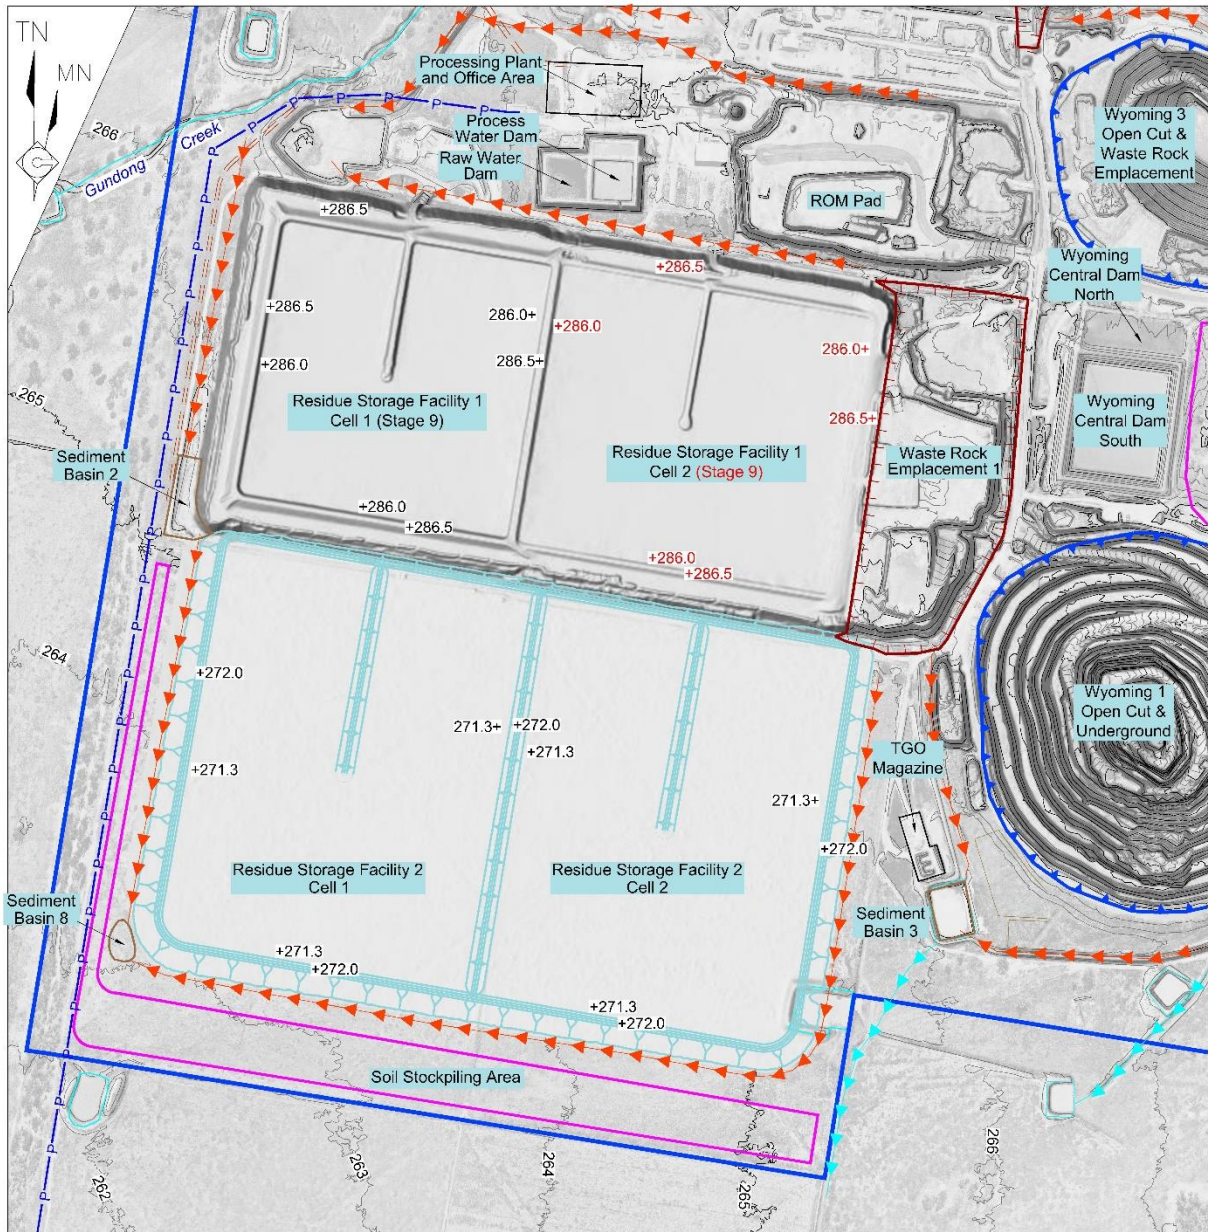 TN
MN
Processing Plant
and Office Area
Process
Water Dam
Raw Water
Dam
ROM Pad
Wyoming 3
Open Cut &
Waste Rock
Emplacement
266
Gundong Creek
P
P
P
P
P
P
+286.5
+286.5
Wyoming
Central Dam
North
+286.5
286.0+
+286.0
286.0+
+286.0
286.5+
265
Residue Storage Facility 1
Cell 1 (Stage 9)
286.5+
Wyoming
Central Dam
South
Residue Storage Facility 1
Cell 2 (Stage 9)
Waste Rock
Emplacement 1
Sediment
Basin 2
+286.0
+286.5
+286.0
+286.5
264
+272.0
271.3+
+272.0
+271.3
+271.3
TGO
Magazine
Wyoming 1
Open Cut &
Underground
271.3+
+272.0
Residue Storage Facility 2
Cell 1
Residue Storage Facility 2
Cell 2
Sediment
Basin 8
Sediment
Basin 3
+271.3
+272.0
+271.3
+272.0
Soil Stockpiling Area
262
263
264
265
266